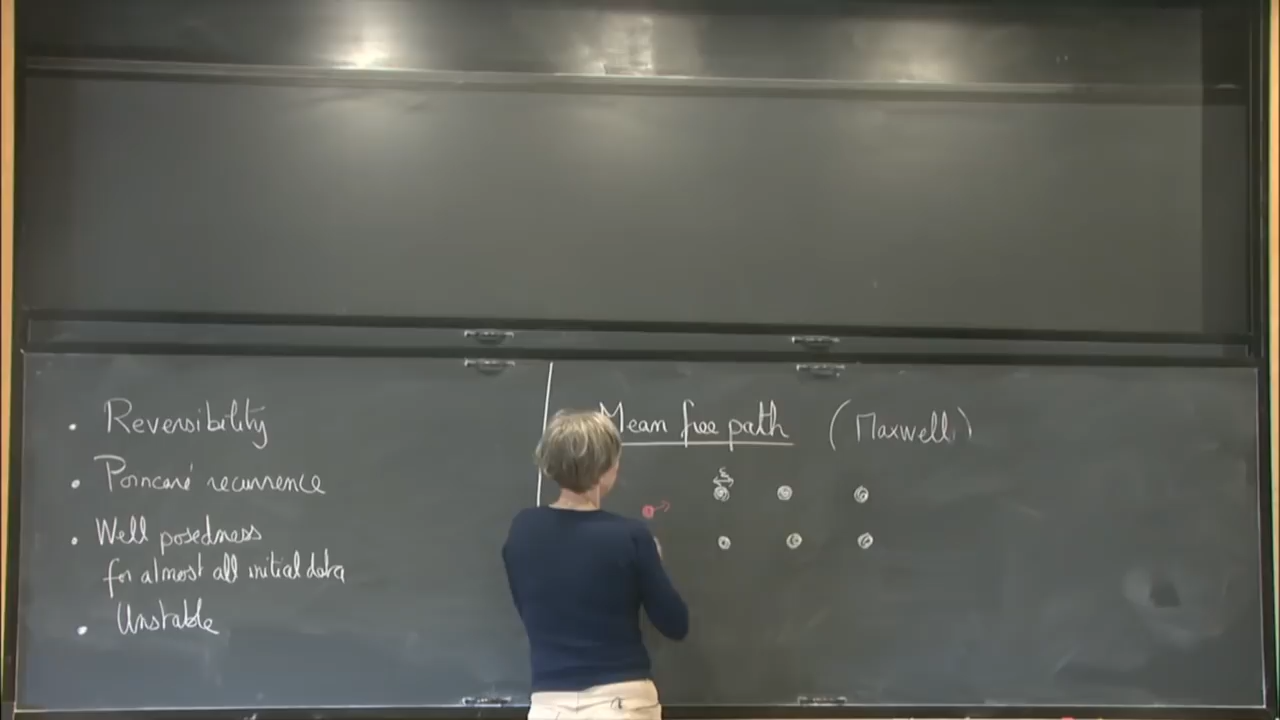 • Reversibility
• Poincaré recurrence
• Well posedness
for almost all initial data
• Unstable
Mean free path (Maxwell)
ε